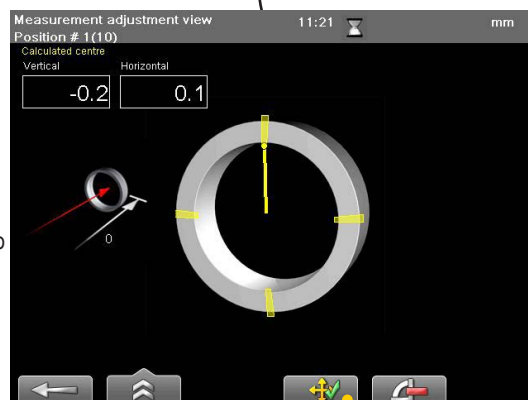 Measurement adjustment view 11:21 mm
Position # 1(10)
Calculated centre
Vertical Horizontal
-0.2 0.1
0